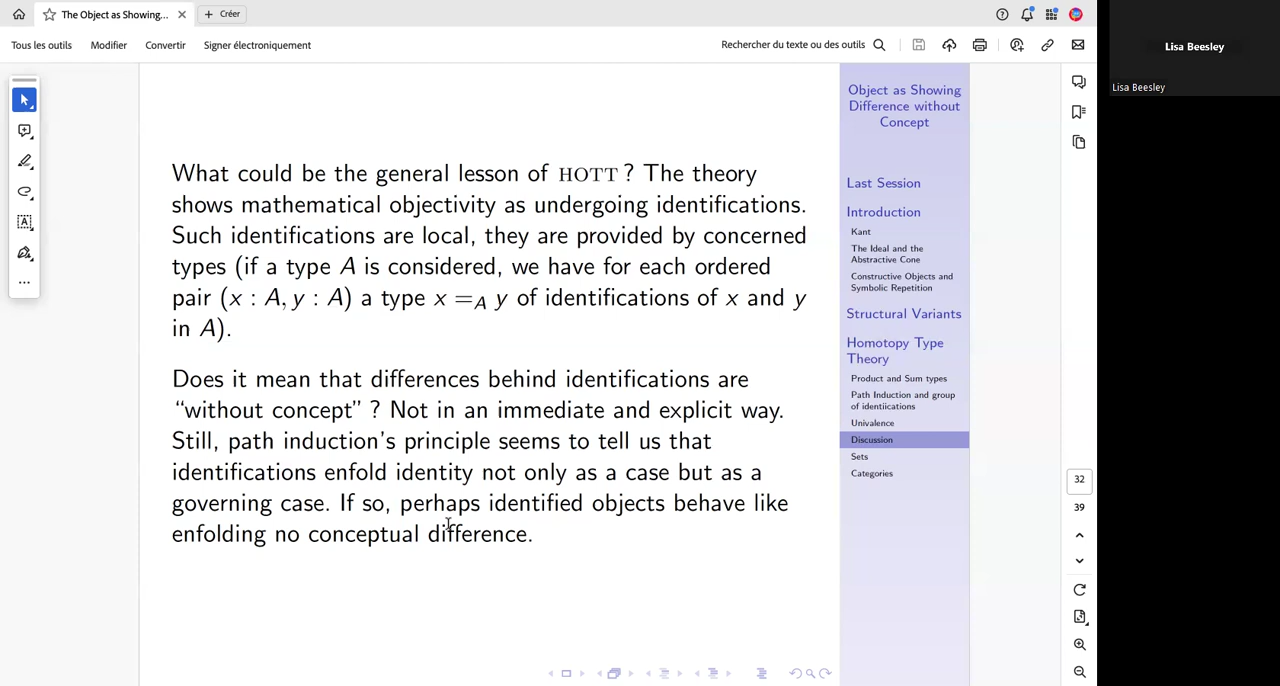 The Object as Showing...
Créer
Tous les outils
Modifier
Convertir
Signer électroniquement
Rechercher du texte ou des outils
What could be the general lesson of HOTT ? The theory
shows mathematical objectivity as undergoing identifications.
Such identifications are local, they are provided by concerned
types (if a type A is considered, we have for each ordered
pair (x : A, y : A) a type x =_A y of identifications of x and y
in A).
Does it mean that differences behind identifications are
“without concept” ? Not in an immediate and explicit way.
Still, path induction's principle seems to tell us that
identifications enfold identity not only as a case but as a
governing case. If so, perhaps identified objects behave like
enfolding no conceptual difference.
Object as Showing
Difference without
Concept
Last Session
Introduction
Kant
The Ideal and the
Abstractive Cone
Constructive Objects and
Symbolic Repetition
Structural Variants
Homotopy Type
Theory
Product and Sum types
Path Induction and group
of identiications
Univalence
Discussion
Sets
Categories
32
39
Lisa Beesley
Lisa Beesley